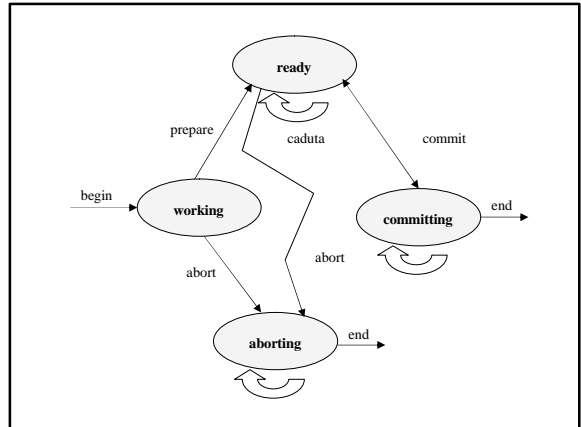 ready
prepare
caduta
commit
begin
working
committing
end
abort
abort
aborting
end